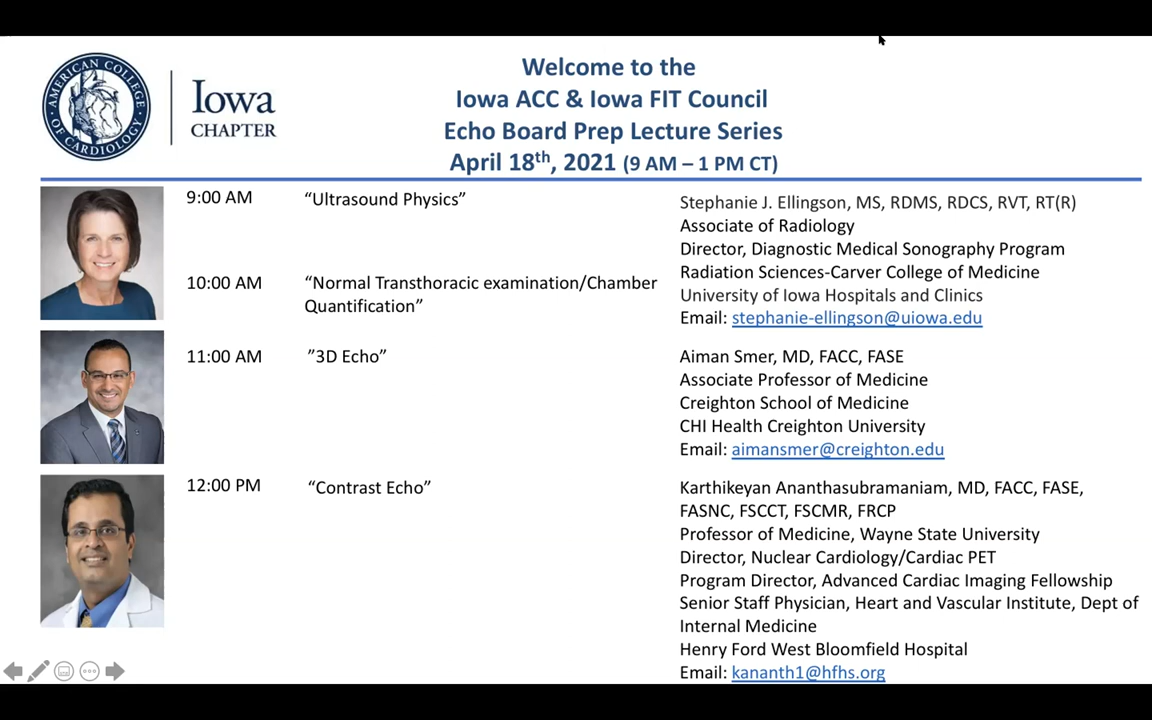 AMERICAN COLLEGE OF CARDIOLOGY
Iowa
CHAPTER
Welcome to the
Iowa ACC & Iowa FIT Council
Echo Board Prep Lecture Series
April 18th, 2021 (9 AM – 1 PM CT)
9:00 AM
“Ultrasound Physics”
10:00 AM
“Normal Transthoracic examination/Chamber
Quantification”
Stephanie J. Ellingson, MS, RDMS, RDCS, RVT, RT(R)
Associate of Radiology
Director, Diagnostic Medical Sonography Program
Radiation Sciences-Carver College of Medicine
University of Iowa Hospitals and Clinics
Email: stephanie-ellingson@uiowa.edu
11:00 AM
”3D Echo”
Aiman Smer, MD, FACC, FASE
Associate Professor of Medicine
Creighton School of Medicine
CHI Health Creighton University
Email: aimansmer@creighton.edu
12:00 PM
“Contrast Echo”
Karthikeyan Ananthasubramaniam, MD, FACC, FASE,
FASNC, FSCCT, FSCMR, FRCP
Professor of Medicine, Wayne State University
Director, Nuclear Cardiology/Cardiac PET
Program Director, Advanced Cardiac Imaging Fellowship
Senior Staff Physician, Heart and Vascular Institute, Dept of
Internal Medicine
Henry Ford West Bloomfield Hospital
Email: kananth1@hfhs.org